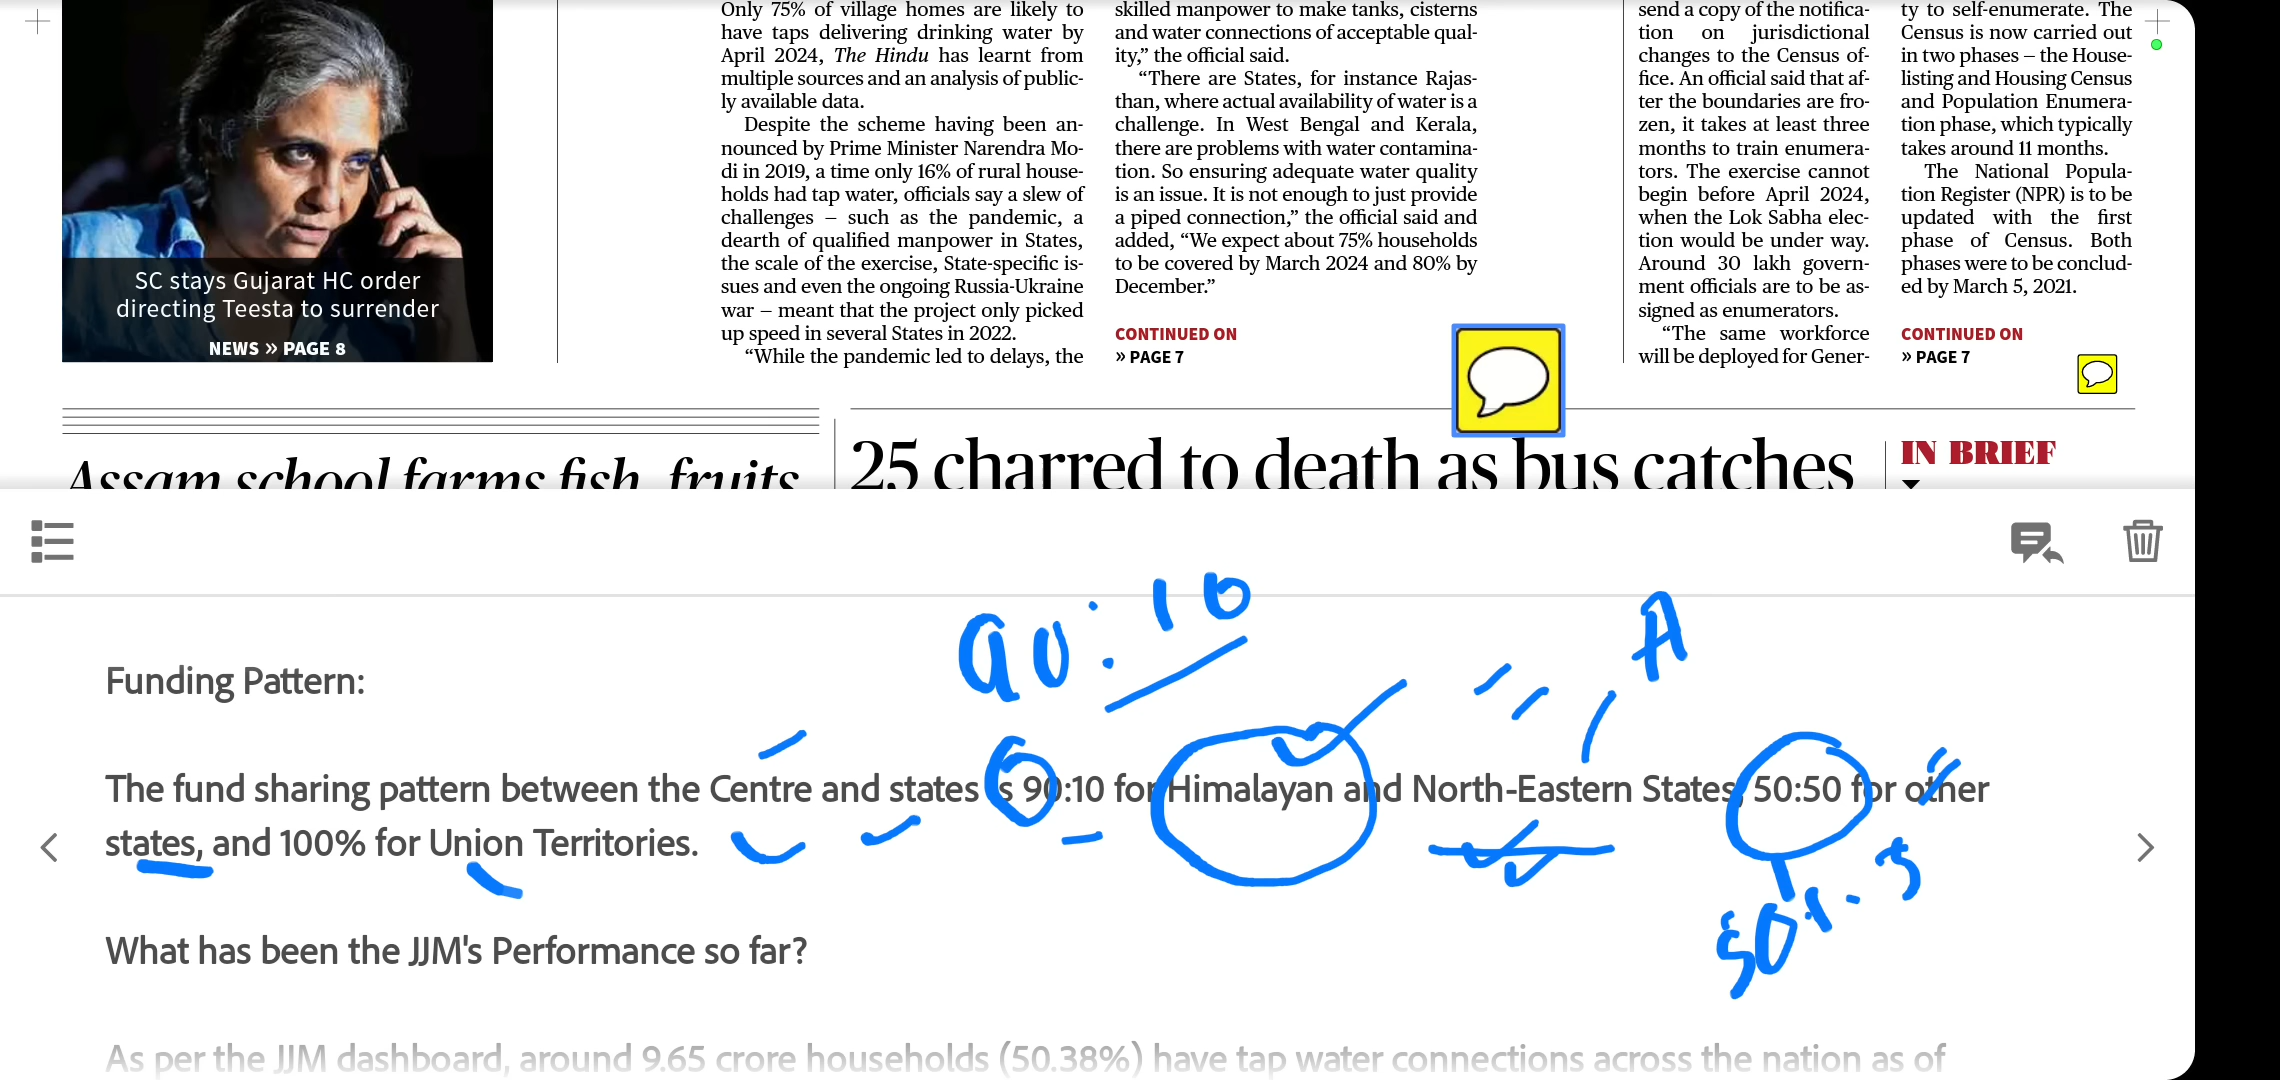 SC stays Gujarat HC order
directing Teesta to surrender
NEWS » PAGE 8
Only 75% of village homes are likely to
have taps delivering drinking water by
April 2024, The Hindu has learnt from
multiple sources and an analysis of public-
ly available data.
Despite the scheme having been an-
nounced by Prime Minister Narendra Mo-
di in 2019, a time only 16% of rural house-
holds had tap water, officials say a slew of
challenges — such as the pandemic, a
dearth of qualified manpower in States,
the scale of the exercise, State-specific is-
sues and even the ongoing Russia-Ukraine
war — meant that the project only picked
up speed in several States in 2022.
“While the pandemic led to delays, the
skilled manpower to make tanks, cisterns
and water connections of acceptable qual-
ity,” the official said.
“There are States, for instance Rajas-
than, where actual availability of water is a
challenge. In West Bengal and Kerala,
there are problems with water contamina-
tion. So ensuring adequate water quality
is an issue. It is not enough to just provide
a piped connection,” the official said and
added, “We expect about 75% households
to be covered by March 2024 and 80% by
December.”
CONTINUED ON
» PAGE 7
send a copy of the notifica-
tion on jurisdictional
changes to the Census of-
fice. An official said that af-
ter the boundaries are fro-
zen, it takes at least three
months to train enumera-
tors. The exercise cannot
begin before April 2024,
when the Lok Sabha elec-
tion would be under way.
Around 30 lakh govern-
ment officials are to be as-
signed as enumerators.
“The same workforce
will be deployed for Gener-
ty to self-enumerate. The
Census is now carried out
in two phases — the House-
listing and Housing Census
and Population Enumera-
tion phase, which typically
takes around 11 months.
The National Popula-
tion Register (NPR) is to be
updated with the first
phase of Census. Both
phases were to be conclud-
ed by March 5, 2021.
CONTINUED ON
» PAGE 7
Assam school farms fish, fruits
25 charred to death as bus catches
IN BRIEF
90:10
A
Funding Pattern:
The fund sharing pattern between the Centre and states is 90:10 for Himalayan and North-Eastern States, 50:50 for other
states, and 100% for Union Territories.
What has been the JJM's Performance so far?
As per the JJM dashboard, around 9.65 crore households (50.38%) have tap water connections across the nation as of